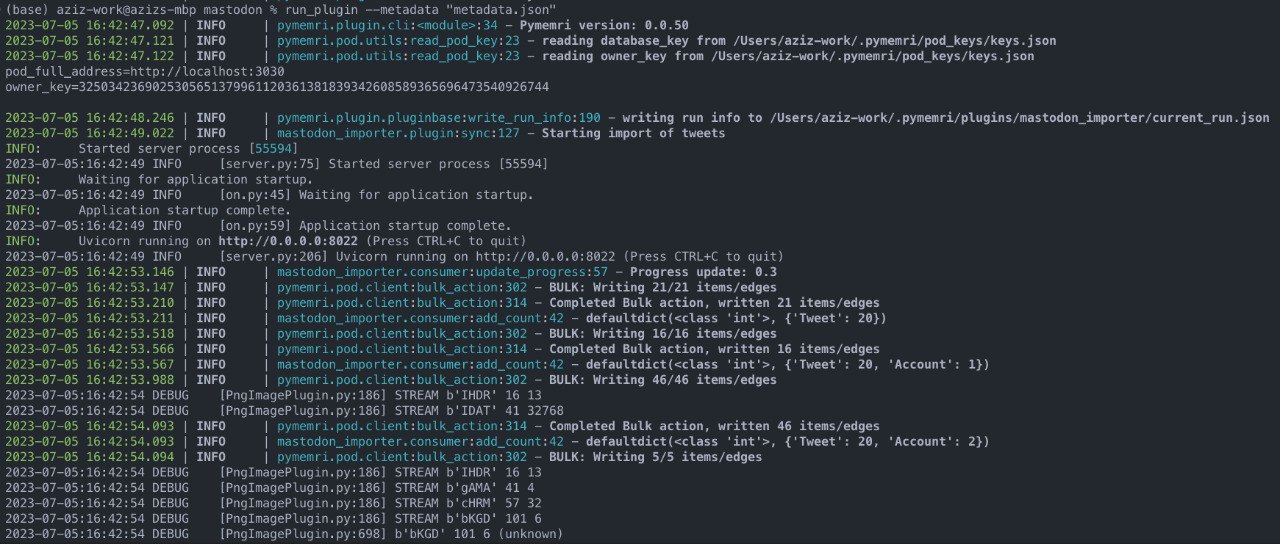 (base) aziz-work@azizs-mbp mastodon % run_plugin --metadata "metadata.json"
2023-07-05 16:42:47.092 | INFO | pymemri.plugin.cli:<module>:34 - Pymemri version: 0.0.50
2023-07-05 16:42:47.121 | INFO | pymemri.pod.utils:read_pod_key:23 - reading database_key from /Users/aziz-work/.pymemri/pod_keys/keys.json
2023-07-05 16:42:47.122 | INFO | pymemri.pod.utils:read_pod_key:23 - reading owner_key from /Users/aziz-work/.pymemri/pod_keys/keys.json
pod_full_address=http://localhost:3030
owner_key=3250342369025305651379961120361381839342608589365696473540926744

2023-07-05 16:42:48.246 | INFO | pymemri.plugin.pluginbase:write_run_info:190 - writing run info to /Users/aziz-work/.pymemri/plugins/mastodon_importer/current_run.json
2023-07-05 16:42:49.022 | INFO | mastodon_importer.plugin:sync:127 - Starting import of tweets
INFO: Started server process [55594]
2023-07-05:16:42:49 INFO [server.py:75] Started server process [55594]
INFO: Waiting for application startup.
2023-07-05:16:42:49 INFO [on.py:45] Waiting for application startup.
INFO: Application startup complete.
2023-07-05:16:42:49 INFO [on.py:59] Application startup complete.
INFO: Uvicorn running on http://0.0.0.0:8022 (Press CTRL+C to quit)
2023-07-05:16:42:49 INFO [server.py:206] Uvicorn running on http://0.0.0.0:8022 (Press CTRL+C to quit)
2023-07-05 16:42:53.146 | INFO | mastodon_importer.consumer:update_progress:57 - Progress update: 0.3
2023-07-05 16:42:53.147 | INFO | pymemri.pod.client:bulk_action:302 - BULK: Writing 21/21 items/edges
2023-07-05 16:42:53.210 | INFO | pymemri.pod.client:bulk_action:314 - Completed Bulk action, written 21 items/edges
2023-07-05 16:42:53.211 | INFO | mastodon_importer.consumer:add_count:42 - defaultdict(<class 'int'>, {'Tweet': 20})
2023-07-05 16:42:53.518 | INFO | pymemri.pod.client:bulk_action:302 - BULK: Writing 16/16 items/edges
2023-07-05 16:42:53.566 | INFO | pymemri.pod.client:bulk_action:314 - Completed Bulk action, written 16 items/edges
2023-07-05 16:42:53.567 | INFO | mastodon_importer.consumer:add_count:42 - defaultdict(<class 'int'>, {'Tweet': 20, 'Account': 1})
2023-07-05 16:42:53.988 | INFO | pymemri.pod.client:bulk_action:302 - BULK: Writing 46/46 items/edges
2023-07-05:16:42:54 DEBUG [PngImagePlugin.py:186] STREAM b'IHDR' 16 13
2023-07-05:16:42:54 DEBUG [PngImagePlugin.py:186] STREAM b'IDAT' 41 32768
2023-07-05 16:42:54.093 | INFO | pymemri.pod.client:bulk_action:314 - Completed Bulk action, written 46 items/edges
2023-07-05 16:42:54.093 | INFO | mastodon_importer.consumer:add_count:42 - defaultdict(<class 'int'>, {'Tweet': 20, 'Account': 2})
2023-07-05 16:42:54.094 | INFO | pymemri.pod.client:bulk_action:302 - BULK: Writing 5/5 items/edges
2023-07-05:16:42:54 DEBUG [PngImagePlugin.py:186] STREAM b'IHDR' 16 13
2023-07-05:16:42:54 DEBUG [PngImagePlugin.py:186] STREAM b'gAMA' 41 4
2023-07-05:16:42:54 DEBUG [PngImagePlugin.py:186] STREAM b'cHRM' 57 32
2023-07-05:16:42:54 DEBUG [PngImagePlugin.py:186] STREAM b'bKGD' 101 6
2023-07-05:16:42:54 DEBUG [PngImagePlugin.py:698] b'bKGD' 101 6 (unknown)